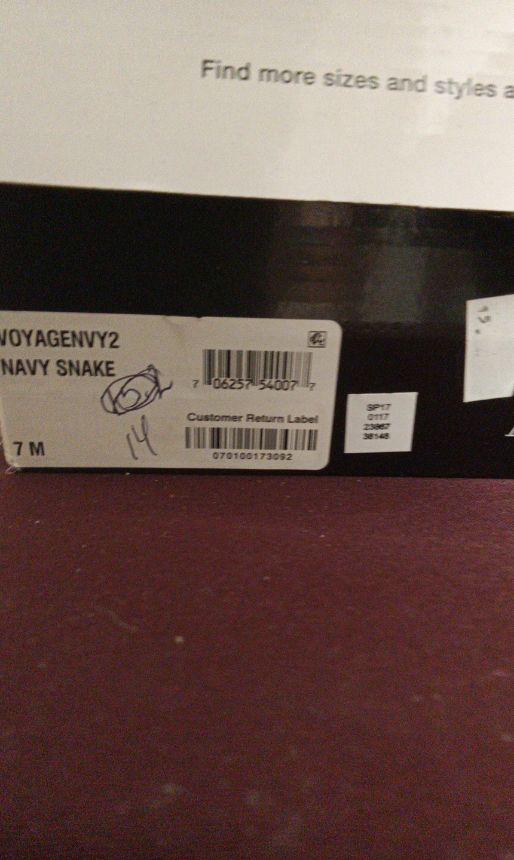 Find more sizes and styles a
VOYAGENVY2
NAVY SNAKE
7 06257 54007 7
Customer Return Label
14
070100173092
7 M
SP17
0117
23867
38148